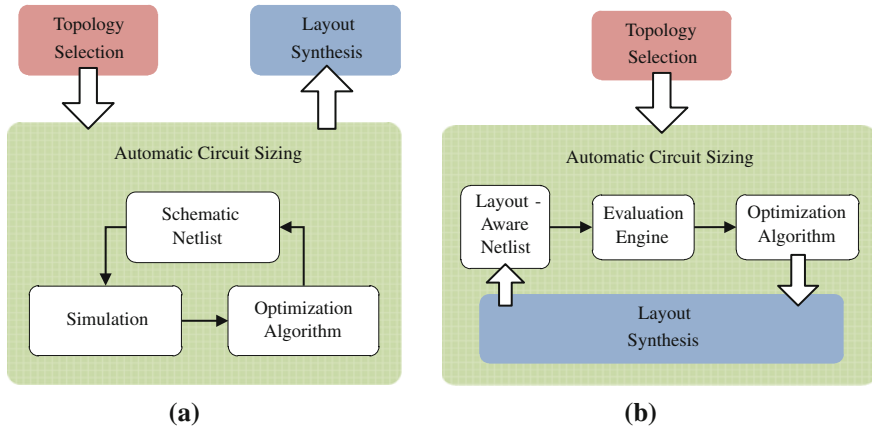 Topology
Selection
Layout
Synthesis
Automatic Circuit Sizing
Schematic
Netlist
Simulation
Optimization
Algorithm
(a)
Topology
Selection
Automatic Circuit Sizing
Layout -
Aware
Netlist
Evaluation
Engine
Optimization
Algorithm
Layout
Synthesis
(b)